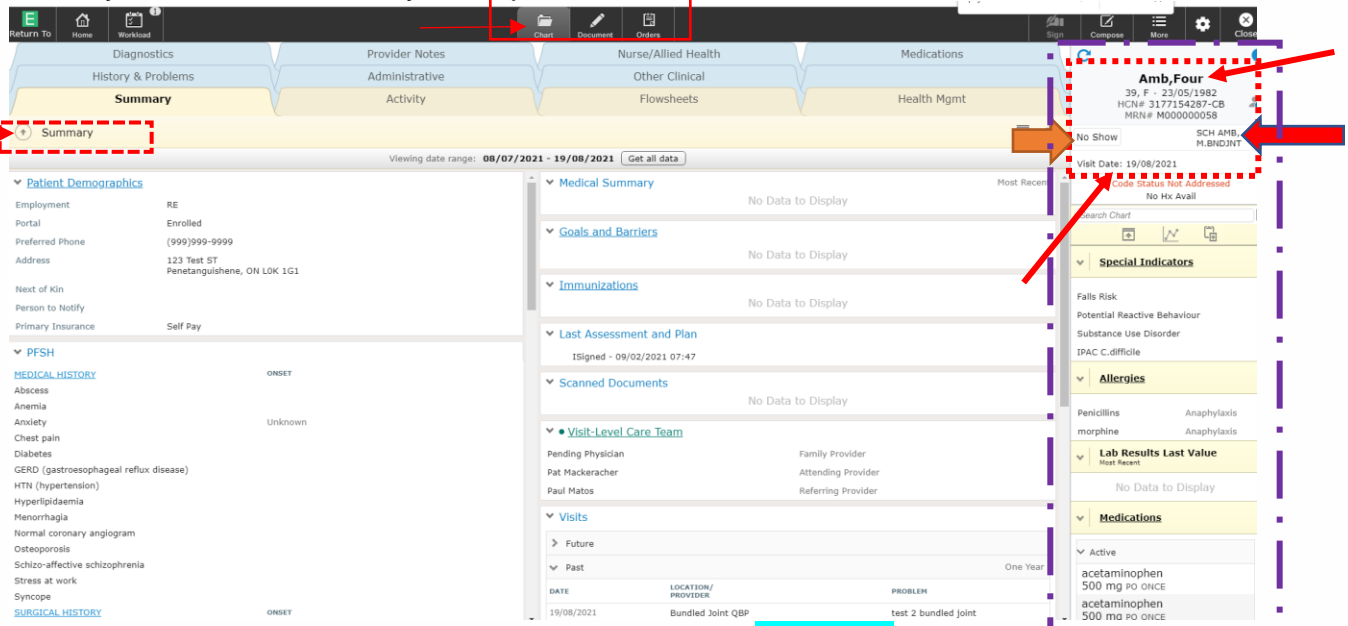 E
Return To
Home
Workload
1
Chart
Document
Orders
Sign
Compose
More
Close
Diagnostics
Provider Notes
Nurse/Allied Health
Medications
History & Problems
Administrative
Other Clinical
Summary
Activity
Flowsheets
Health Mgmt
Summary
Viewing date range: 08/07/2021 - 19/08/2021 Get all data
Patient Demographics
Employment RE
Portal Enrolled
Preferred Phone (999)999-9999
Address 123 Test ST
Penetanguishene, ON L0K 1G1
Next of Kin
Person to Notify
Primary Insurance Self Pay
PFSH
MEDICAL HISTORY ONSET
Abscess
Anemia
Anxiety Unknown
Chest pain
Diabetes
GERD (gastroesophageal reflux disease)
HTN (hypertension)
Hyperlipidaemia
Menorrhagia
Normal coronary angiogram
Osteoporosis
Schizo-affective schizophrenia
Stress at work
Syncope
SURGICAL HISTORY ONSET
Medical Summary Most Recent
No Data to Display
Goals and Barriers
No Data to Display
Immunizations
No Data to Display
Last Assessment and Plan
ISigned - 09/02/2021 07:47
Scanned Documents
No Data to Display
Visit-Level Care Team
Pending Physician Family Provider
Pat Mackeracher Attending Provider
Paul Matos Referring Provider
Visits
Future
Past One Year
DATE LOCATION/ PROBLEM
PROVIDER
19/08/2021 Bundled Joint QBP test 2 bundled joint
Amb,Four
39, F - 23/05/1982
HCN# 3177154287-CB
MRN# M000000058
No Show SCH AMB,
M.BNDJNT
Visit Date: 19/08/2021
Code Status Not Addressed
No Hx Avail
Search Chart
Special Indicators
Falls Risk
Potential Reactive Behaviour
Substance Use Disorder
IPAC C.difficile
Allergies
Penicillins Anaphylaxis
morphine Anaphylaxis
Lab Results Last Value
Most Recent
No Data to Display
Medications
Active
acetaminophen
500 mg PO ONCE
acetaminophen
500 mg PO ONCE